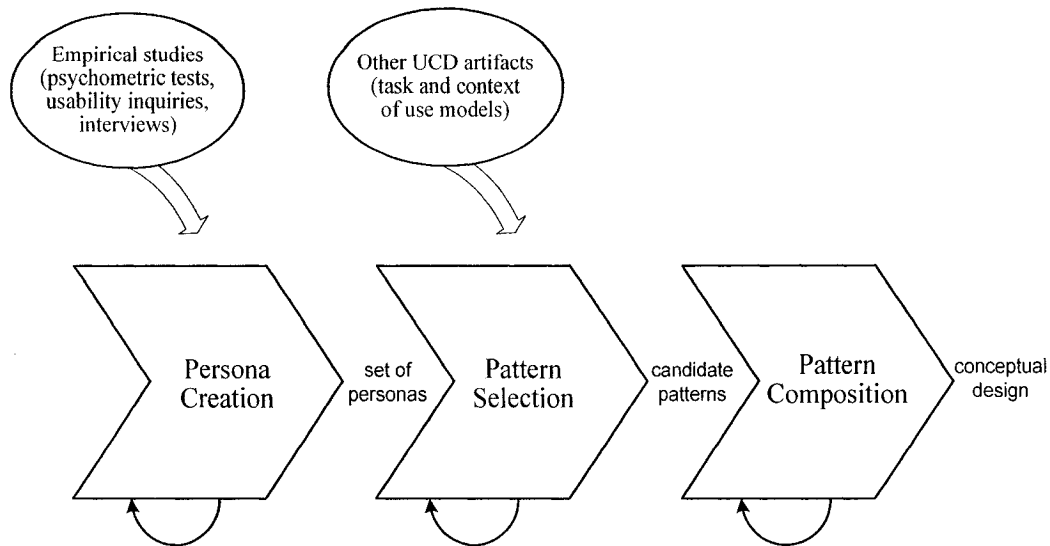 Empirical studies
(psychometric tests,
usability inquiries,
interviews)
Other UCD artifacts
(task and context
of use models)
Persona
Creation
set of
personas
Pattern
Selection
candidate
patterns
Pattern
Composition
conceptual
design